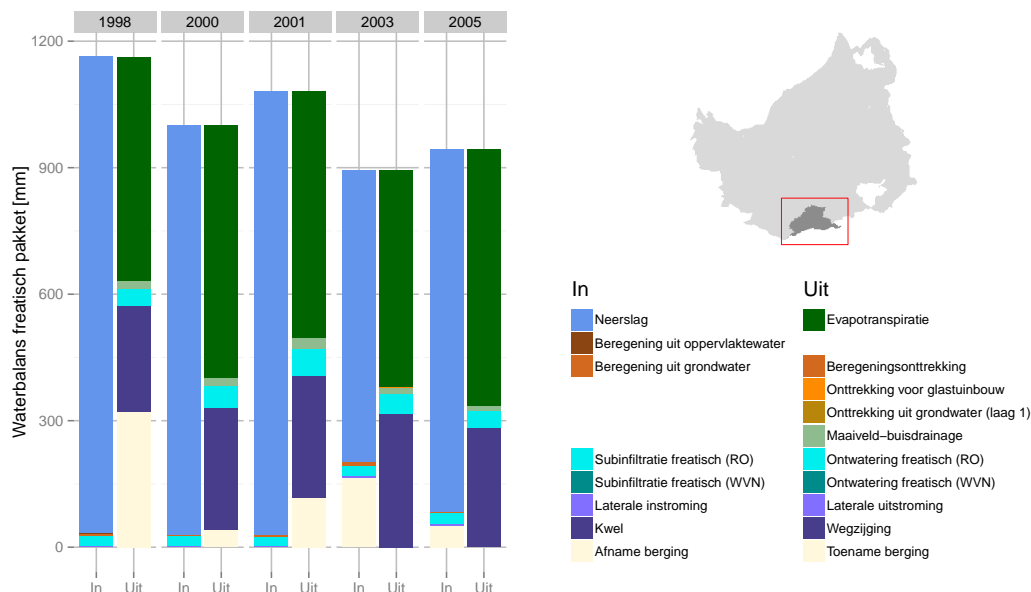 1998 2000 2001 2003 2005
Waterbalans freatisch pakket [mm]
1200
900
600
300
0
In Uit In Uit In Uit In Uit In Uit
In
Neerslag
Beregening uit oppervlaktewater
Beregening uit grondwater
Subinfiltratie freatisch (RO)
Subinfiltratie freatisch (WVN)
Laterale instroming
Kwel
Afname berging
Uit
Evapotranspiratie
Beregeningsonttrekking
Onttrekking voor glastuinbouw
Onttrekking uit grondwater (laag 1)
Maaiveld−buisdrainage
Ontwatering freatisch (RO)
Ontwatering freatisch (WVN)
Laterale uitstroming
Wegzijging
Toename berging